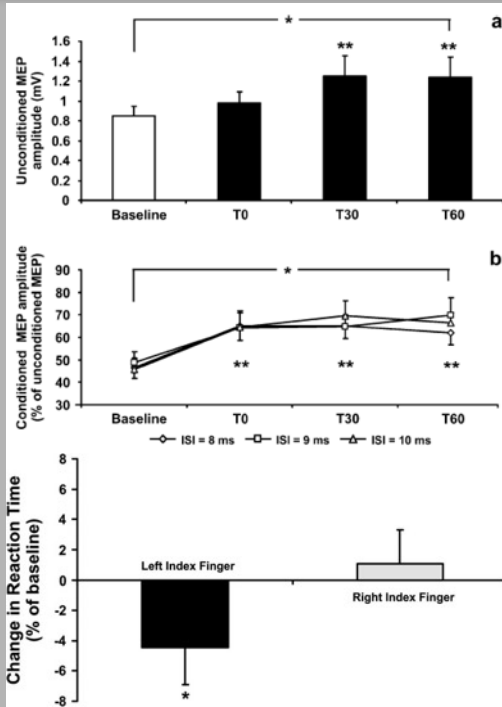 * a
** **
Unconditioned MEP
amplitude (mV)
1.6
1.4
1.2
1
0.8
0.6
0.4
0.2
0
Baseline T0 T30 T60
* b
Conditioned MEP amplitude
(% of unconditioned MEP)
90
80
70
60
50
40
30
** ** **
Baseline T0 T30 T60
ISI = 8 ms ISI = 9 ms ISI = 10 ms
Change in Reaction Time
(% of baseline)
8
6
4
2
0
-2
-4
-6
-8
Left Index Finger
Right Index Finger
*